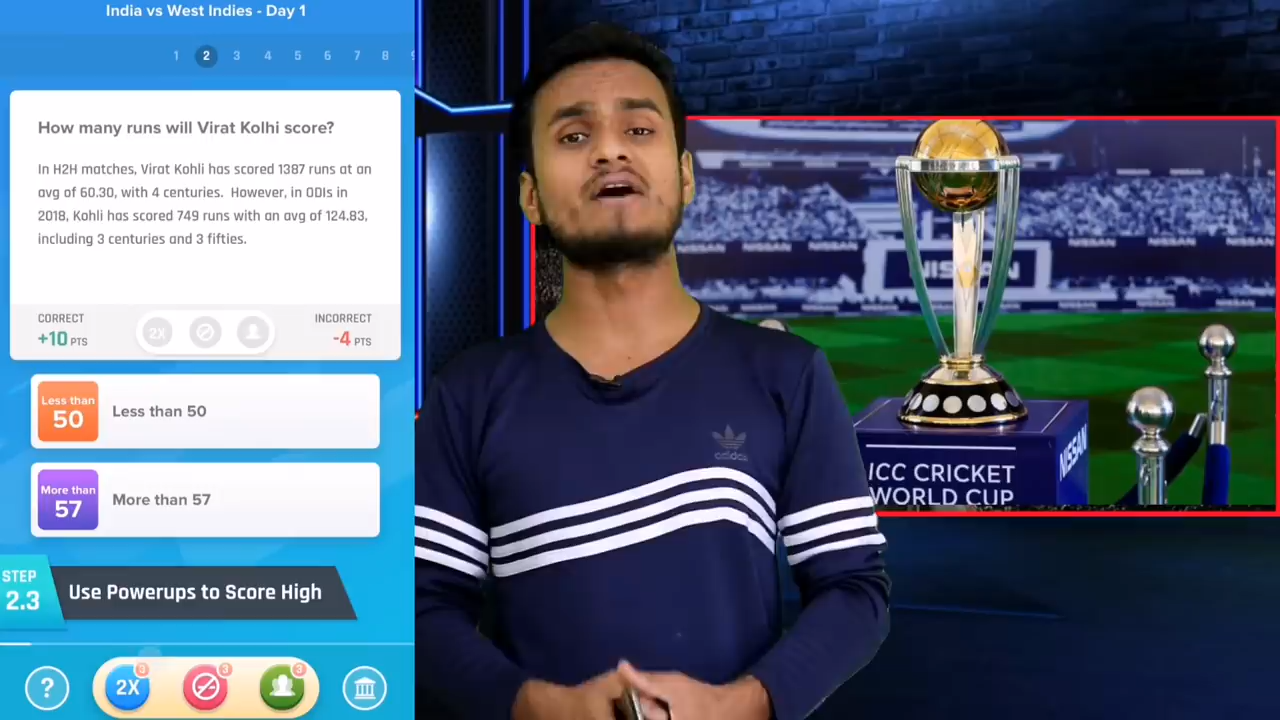 India vs West Indies - Day 1
1 2 3 4 5 6 7 8
How many runs will Virat Kolhi score?
In H2H matches, Virat Kohli has scored 1387 runs at an
avg of 60.30, with 4 centuries. However, in ODIs in
2018, Kohli has scored 749 runs with an avg of 124.83,
including 3 centuries and 3 fifties.
CORRECT
+10 PTS
2X
INCORRECT
-4 PTS
Less than
50
Less than 50
More than
57
More than 57
STEP
2.3
Use Powerups to Score High
?
2X
3
3
3
adidas
NISSAN
NISSAN
NISSAN
NISSAN
NISSAN
ICC CRICKET
WORLD CUP
NISSAN